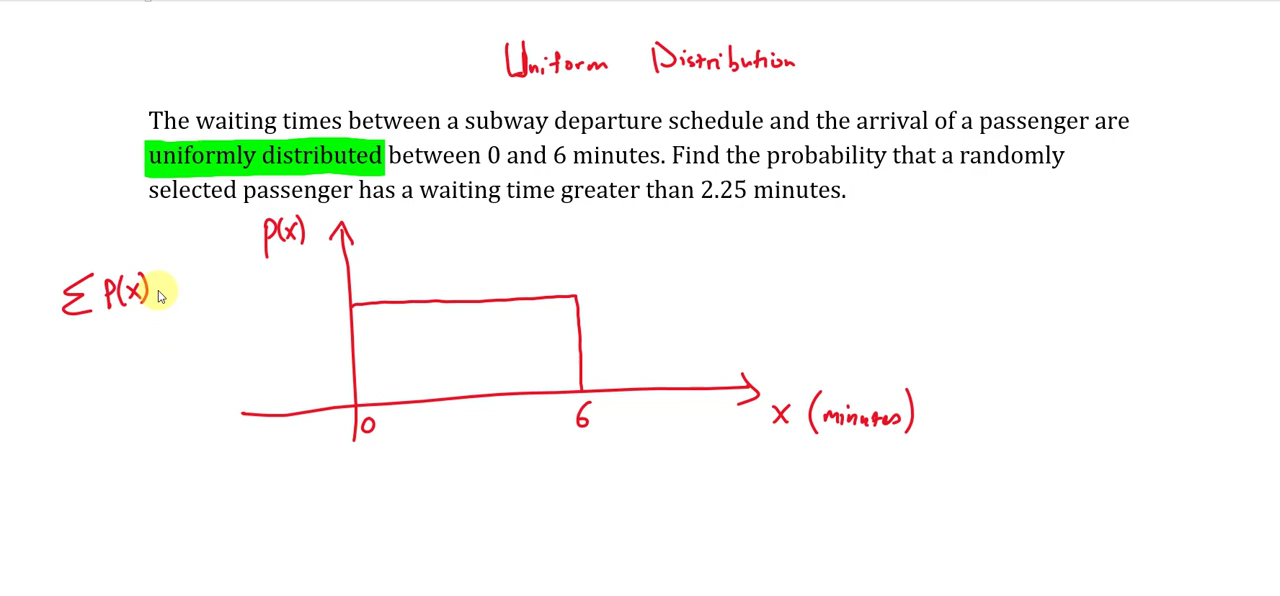 Uniform Distribution
The waiting times between a subway departure schedule and the arrival of a passenger are
uniformly distributed between 0 and 6 minutes. Find the probability that a randomly
selected passenger has a waiting time greater than 2.25 minutes.
P(x)
Σ P(x)
0 6 x (minutes)